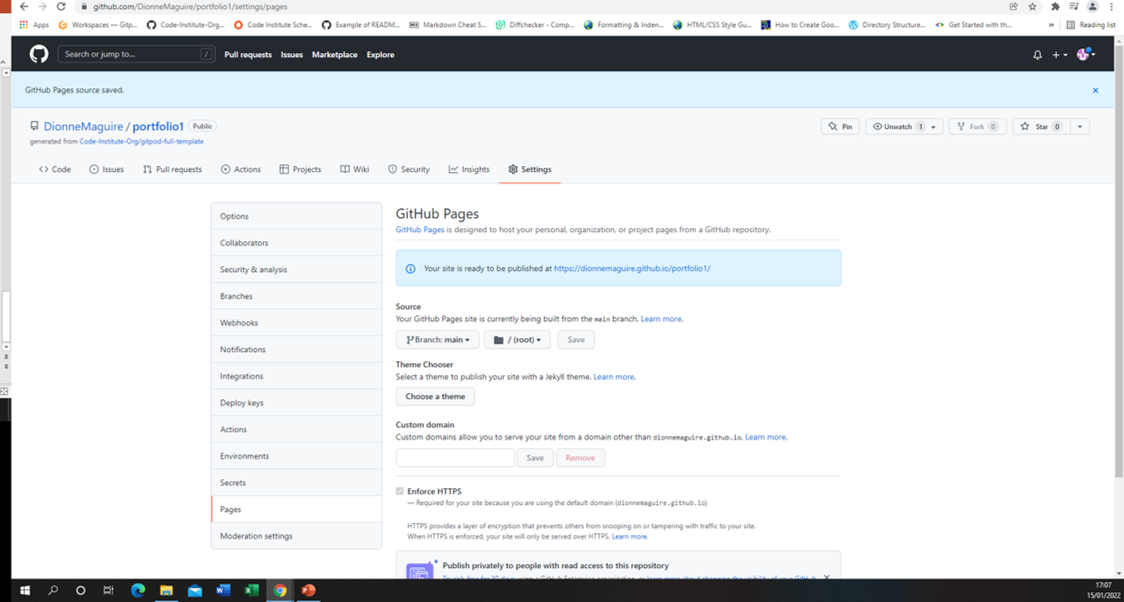 github.com/DionneMaguire/portfolio1/settings/pages
Apps Workspaces — Gitp... Code-Institute-Org... Code Institute Sche... Example of READM... Markdown Cheat S... Diffchecker - Comp... Formatting & Inden... HTML/CSS Style Gu... How to Create Goo... Directory Structure... Get Started with th... » Reading list
Search or jump to... / Pull requests Issues Marketplace Explore
GitHub Pages source saved.
DionneMaguire / portfolio1 Public
Pin Unwatch 1 Fork 0 Star 0
generated from Code-Institute-Org/gitpod-full-template
Code Issues Pull requests Actions Projects Wiki Security Insights Settings
Options
Collaborators
Security & analysis
Branches
Webhooks
Notifications
Integrations
Deploy keys
Actions
Environments
Secrets
Pages
Moderation settings
GitHub Pages
GitHub Pages is designed to host your personal, organization, or project pages from a GitHub repository.
Your site is ready to be published at https://dionnemaguire.github.io/portfolio1/
Source
Your GitHub Pages site is currently being built from the main branch. Learn more.
Branch: main / (root) Save
Theme Chooser
Select a theme to publish your site with a Jekyll theme. Learn more.
Choose a theme
Custom domain
Custom domains allow you to serve your site from a domain other than dionnemaguire.github.io. Learn more.
Save Remove
Enforce HTTPS
— Required for your site because you are using the default domain (dionnemaguire.github.io)
HTTPS provides a layer of encryption that prevents others from snooping on or tampering with traffic to your site.
When HTTPS is enforced, your site will only be served over HTTPS. Learn more.
Publish privately to people with read access to this repository
17:07
15/01/2022